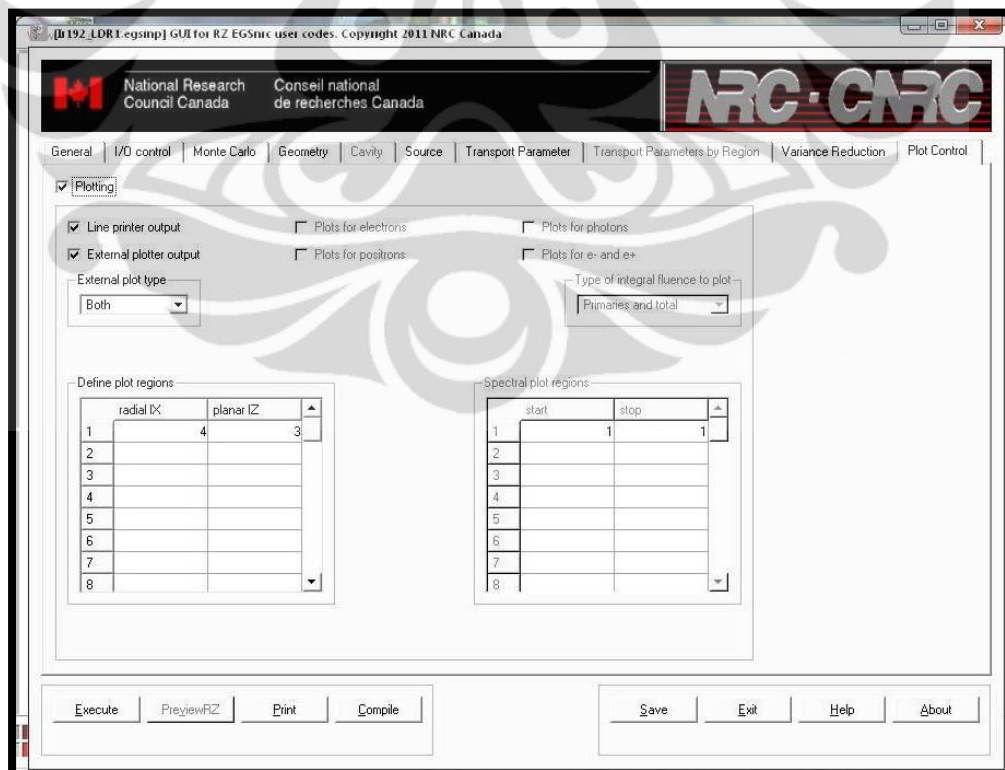 [Ir192_LDR1.egsinp] GUI for RZ EGSnrc user codes. Copyright 2011 NRC Canada
National Research Council Canada
Conseil national de recherches Canada
NRC·CNRC
General I/O control Monte Carlo Geometry Cavity Source Transport Parameter Transport Parameters by Region Variance Reduction Plot Control
Plotting
Line printer output Plots for electrons Plots for photons
External plotter output Plots for positrons Plots for e- and e+
External plot type Type of integral fluence to plot
Both Primaries and total
Define plot regions
radial IX planar IZ
1 4 3
2
3
4
5
6
7
8
Spectral plot regions
start stop
1 1 1
2
3
4
5
6
7
8
Execute PreviewRZ Print Compile Save Exit Help About